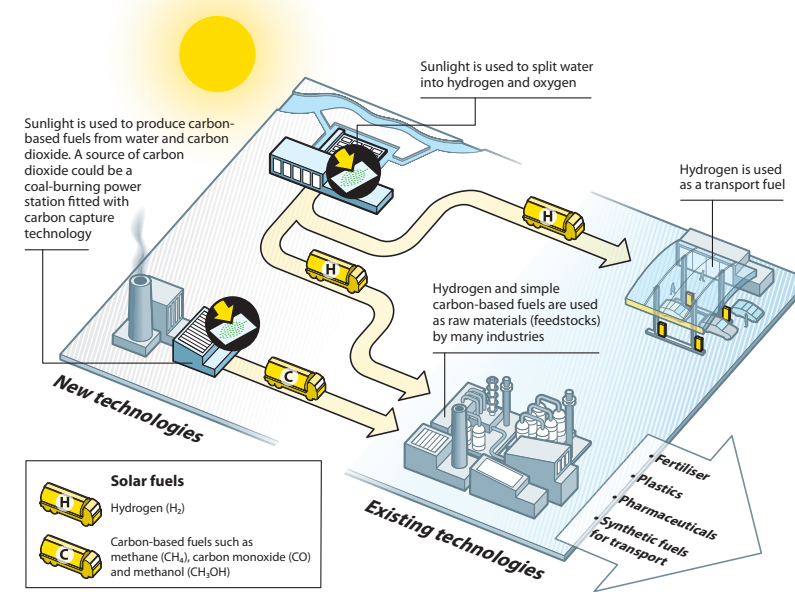 Sunlight is used to split water
into hydrogen and oxygen
Sunlight is used to produce carbon-
based fuels from water and carbon
dioxide. A source of carbon
dioxide could be a
coal-burning power
station fitted with
carbon capture
technology
Hydrogen is used
as a transport fuel
H
H
Hydrogen and simple
carbon-based fuels are used
as raw materials (feedstocks)
by many industries
C
New technologies
Existing technologies
• Fertiliser
• Plastics
• Pharmaceuticals
• Synthetic fuels
for transport
Solar fuels
H
Hydrogen (H₂)
C
Carbon-based fuels such as
methane (CH₄), carbon monoxide (CO)
and methanol (CH₃OH)